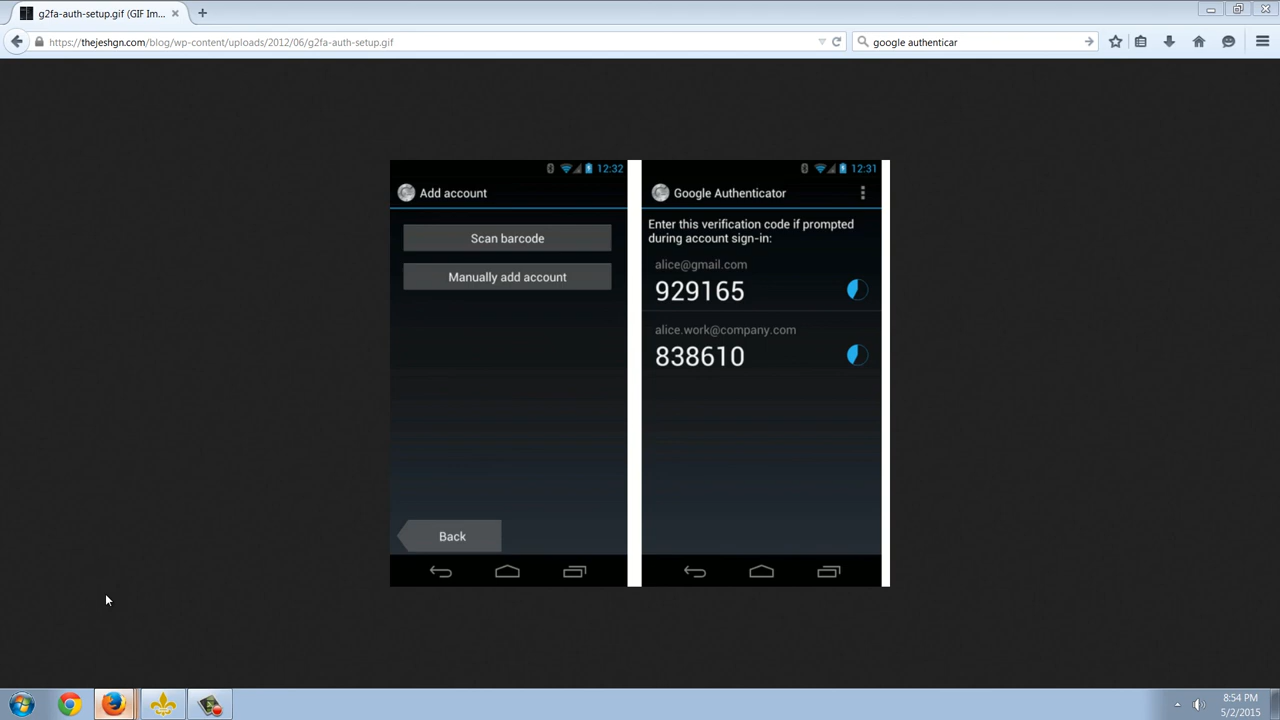 g2fa-auth-setup.gif (GIF Im...
https://thejeshgn.com/blog/wp-content/uploads/2012/06/g2fa-auth-setup.gif
google authenticar
12:32
Add account
Scan barcode
Manually add account
Back
12:31
Google Authenticator
Enter this verification code if prompted
during account sign-in:
alice@gmail.com
929165
alice.work@company.com
838610
8:54 PM
5/2/2015